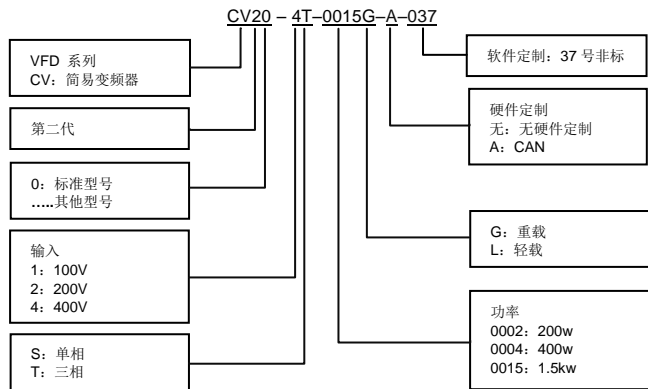 CV20 - 4T-0015G-A-037
VFD 系列
CV：简易变频器
第二代
0：标准型号
…..其他型号
输入
1：100V
2：200V
4：400V
S：单相
T：三相
软件定制：37 号非标
硬件定制
无：无硬件定制
A：CAN
G：重载
L：轻载
功率
0002：200w
0004：400w
0015：1.5kw